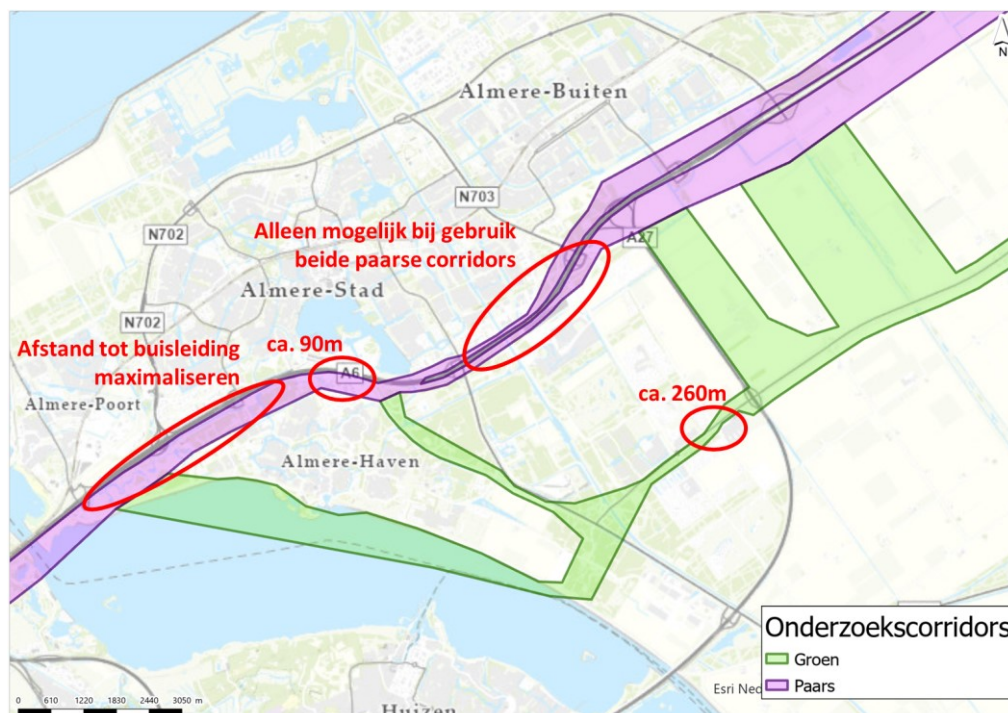 N
Almere-Buiten
N703
N702
Alleen mogelijk bij gebruik
beide paarse corridors
A27
Almere-Stad
N702
Afstand tot buisleiding
maximaliseren
ca. 90m
A6
ca. 260m
Almere-Poort
Almere-Haven
Onderzoekscorridors
Groen
Paars
Esri Ned
Huizen
0 610 1220 1830 2440 3050 m